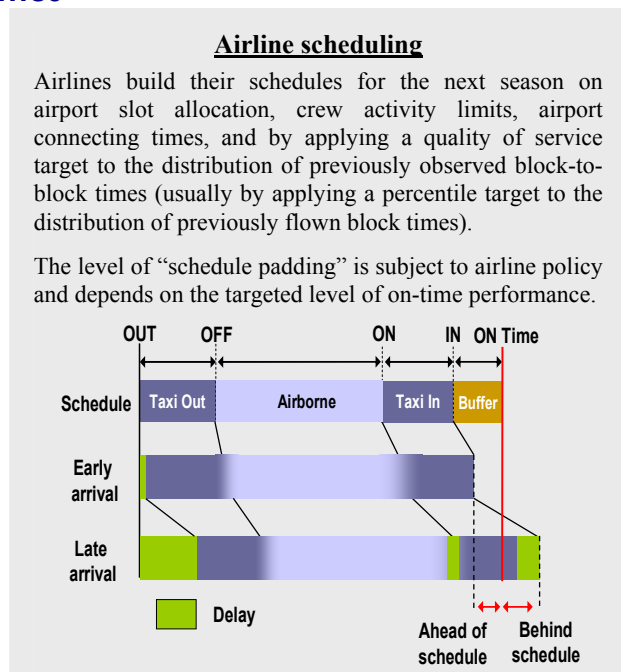 Airline scheduling
Airlines build their schedules for the next season on
airport slot allocation, crew activity limits, airport
connecting times, and by applying a quality of service
target to the distribution of previously observed block-to-
block times (usually by applying a percentile target to the
distribution of previously flown block times).
The level of “schedule padding” is subject to airline policy
and depends on the targeted level of on-time performance.
OUT OFF ON IN ON Time
Schedule Taxi Out Airborne Taxi In Buffer
Early
arrival
Late
arrival
Delay
Ahead of
schedule
Behind
schedule